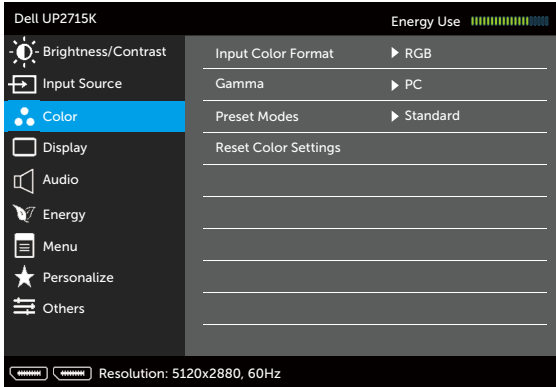 Dell UP2715K
Energy Use
Brightness/Contrast
Input Source
Color
Display
Audio
Energy
Menu
Personalize
Others
Input Color Format RGB
Gamma PC
Preset Modes Standard
Reset Color Settings
Resolution: 5120x2880, 60Hz